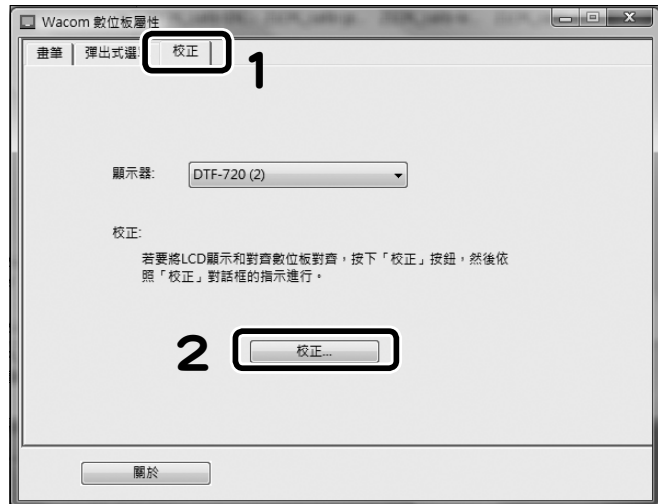 Wacom 數位板屬性
畫筆
彈出式選
校正
1
顯示器:
DTF-720 (2)
校正:
若要將LCD顯示和對齊數位板對齊，按下「校正」按鈕，然後依
照「校正」對話框的指示進行。
2
校正...
關於